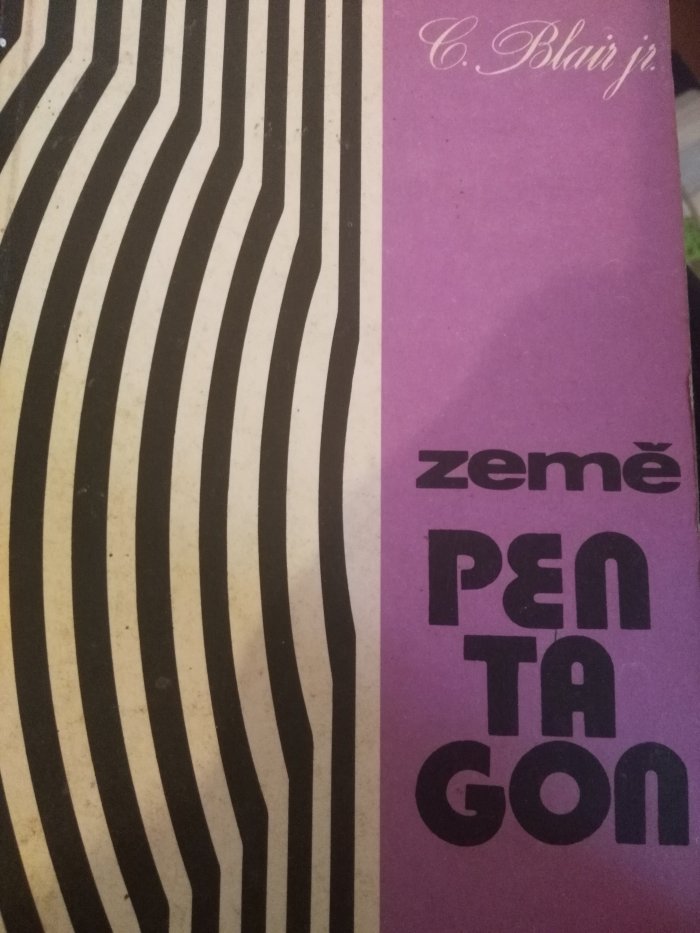 C. Blair jr.
země
PEN
TA
GON